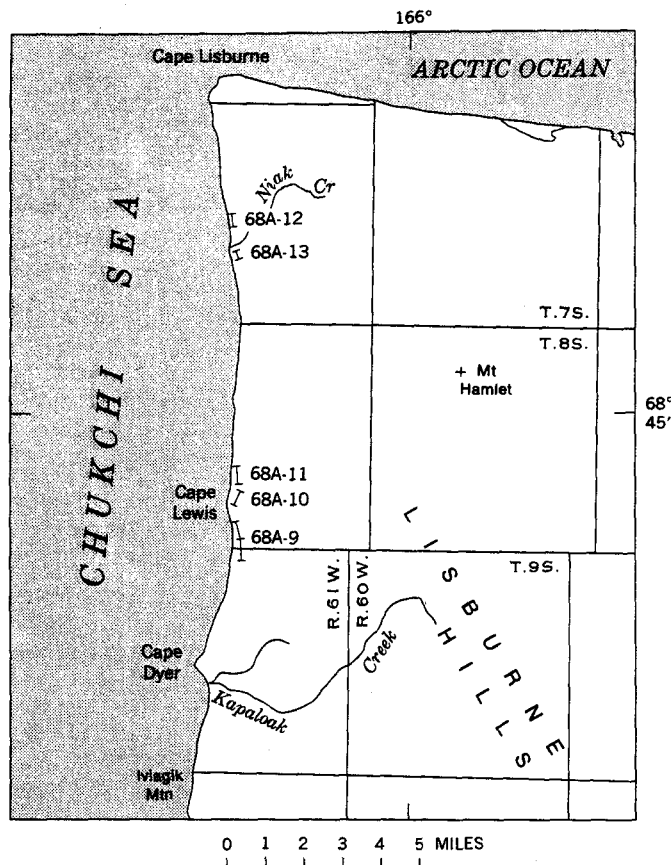 166°
Cape Lisburne
ARCTIC OCEAN
Niak Cr
68A-12
68A-13
CHUKCHI SEA
T.7S.
T.8S.
+ Mt
Hamlet
68°
45'
68A-11
Cape
Lewis
68A-10
68A-9
LISBURNE
HILLS
R.61W.
R.60W.
T.9S.
Cape
Dyer
Kapaloak
Creek
Iviagik
Mtn
0 1 2 3 4 5 MILES